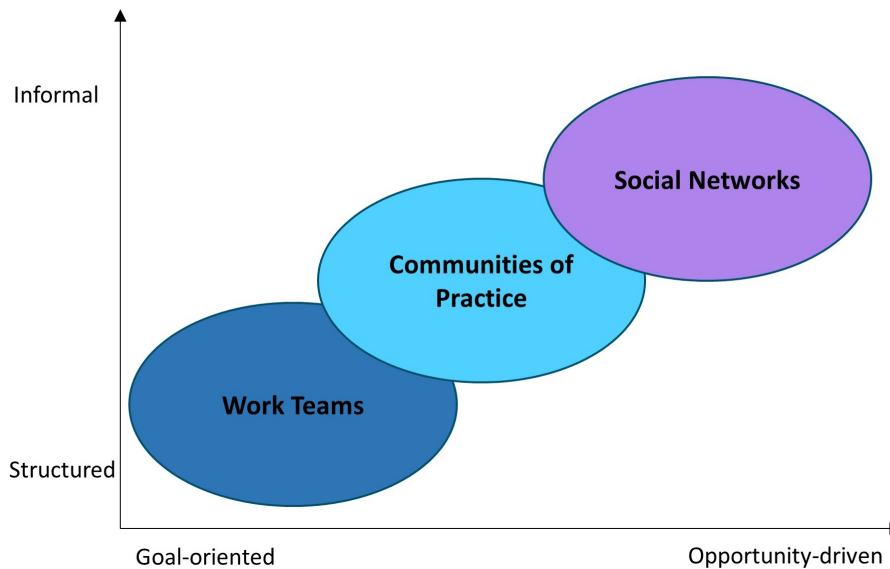 Informal
Social Networks
Communities of
Practice
Work Teams
Structured
Goal-oriented
Opportunity-driven